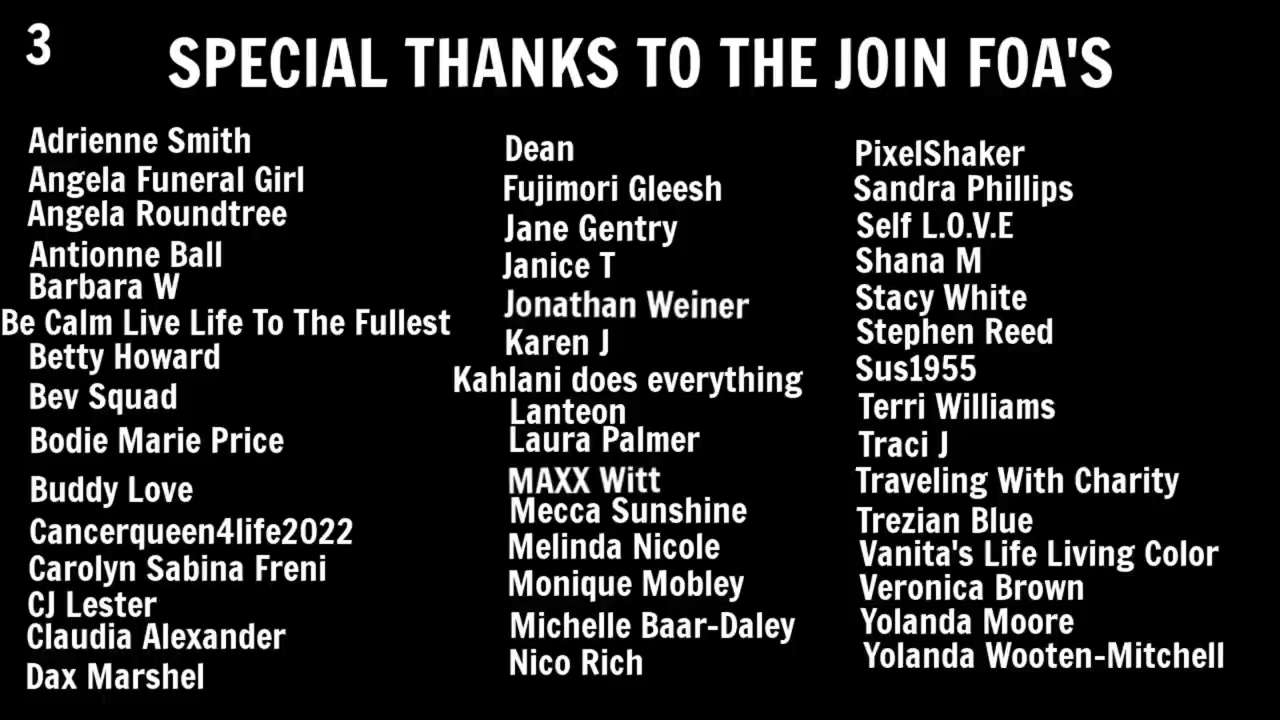 3
SPECIAL THANKS TO THE JOIN FOA'S
Adrienne Smith
Angela Funeral Girl
Angela Roundtree
Antionne Ball
Barbara W
Be Calm Live Life To The Fullest
Betty Howard
Bev Squad
Bodie Marie Price
Buddy Love
Cancerqueen4life2022
Carolyn Sabina Freni
CJ Lester
Claudia Alexander
Dax Marshel
Dean
Fujimori Gleesh
Jane Gentry
Janice T
Jonathan Weiner
Karen J
Kahlani does everything
Lanteon
Laura Palmer
MAXX Witt
Mecca Sunshine
Melinda Nicole
Monique Mobley
Michelle Baar-Daley
Nico Rich
PixelShaker
Sandra Phillips
Self L.O.V.E
Shana M
Stacy White
Stephen Reed
Sus1955
Terri Williams
Traci J
Traveling With Charity
Trezian Blue
Vanita's Life Living Color
Veronica Brown
Yolanda Moore
Yolanda Wooten-Mitchell